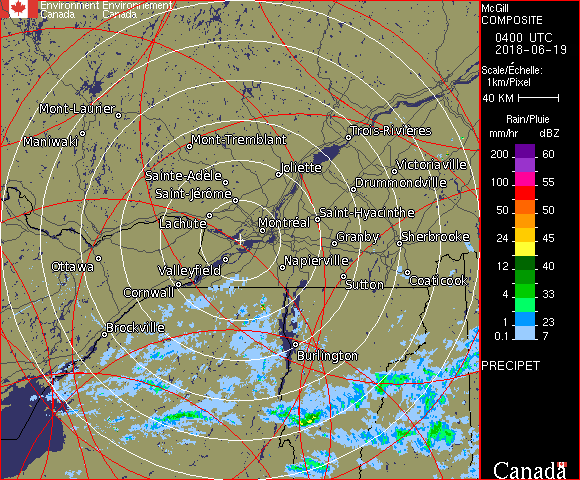 Environment Environnement
Canada Canada
McGill
COMPOSITE
0400 UTC
2018-06-19
Scale/Échelle:
1km/Pixel
40 KM
Rain/Pluie
mm/hr dBZ
200 60
100 55
50 50
24 45
12 40
4 33
1 23
0.1 7
PRECIPET
Canada
Mont-Laurier
Maniwaki
Mont-Tremblant
Trois-Rivières
Sainte-Adèle
Joliette
Victoriaville
Saint-Jérôme
Drummondville
Lachute
Montréal
Saint-Hyacinthe
Granby
Sherbrooke
Ottawa
Valleyfield
Napierville
Cornwall
Sutton
Coaticook
Brockville
Burlington